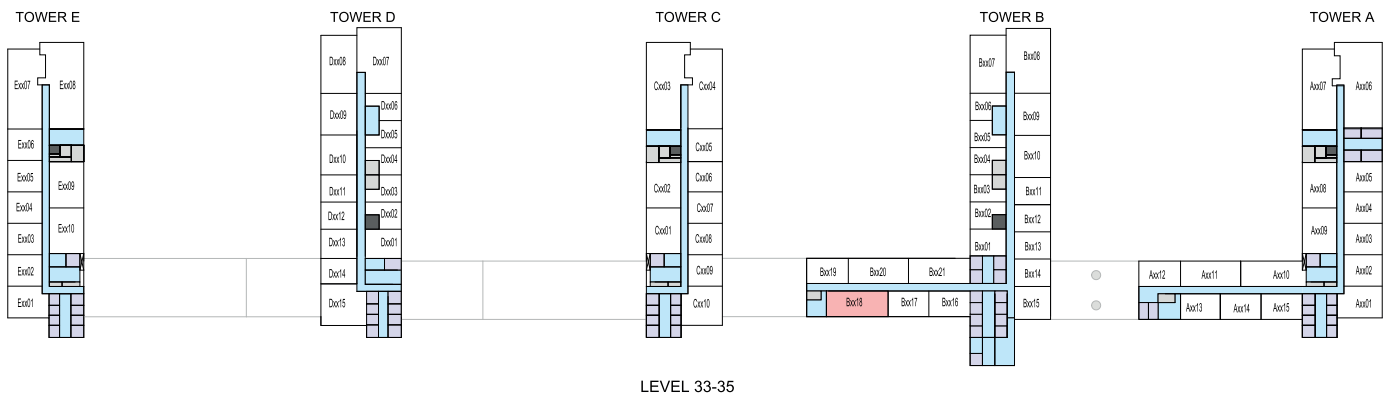 TOWER E
TOWER D
TOWER C
TOWER B
TOWER A
Exx07
Exx08
Exx06
Exx05
Exx09
Exx04
Exx10
Exx03
Exx02
Exx01
Dxx08
Dxx07
Dxx09
Dxx06
Dxx05
Dxx10
Dxx04
Dxx11
Dxx03
Dxx12
Dxx02
Dxx13
Dxx01
Dxx14
Dxx15
Cxx03
Cxx04
Cxx05
Cxx02
Cxx06
Cxx07
Cxx01
Cxx08
Cxx09
Cxx10
Bxx07
Bxx08
Bxx06
Bxx09
Bxx05
Bxx04
Bxx10
Bxx03
Bxx11
Bxx02
Bxx12
Bxx01
Bxx13
Bxx19
Bxx20
Bxx21
Bxx14
Bxx18
Bxx17
Bxx16
Bxx15
Axx07
Axx06
Axx08
Axx05
Axx04
Axx09
Axx03
Axx12
Axx11
Axx10
Axx02
Axx13
Axx14
Axx15
Axx01
LEVEL 33-35